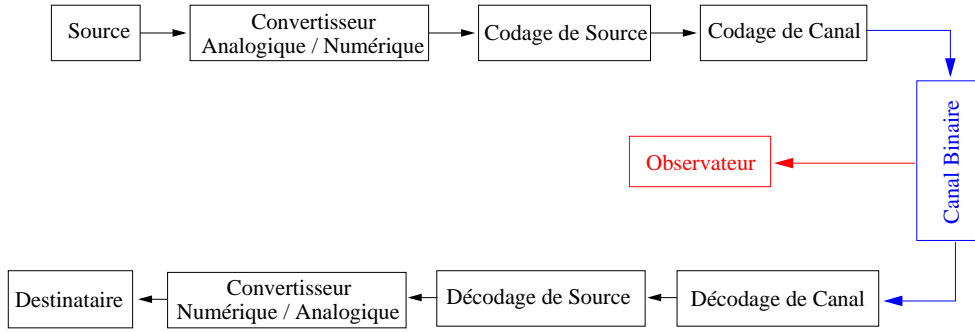 Source
Convertisseur
Analogique / Numérique
Codage de Source
Codage de Canal
Canal Binaire
Observateur
Destinataire
Convertisseur
Numérique / Analogique
Décodage de Source
Décodage de Canal